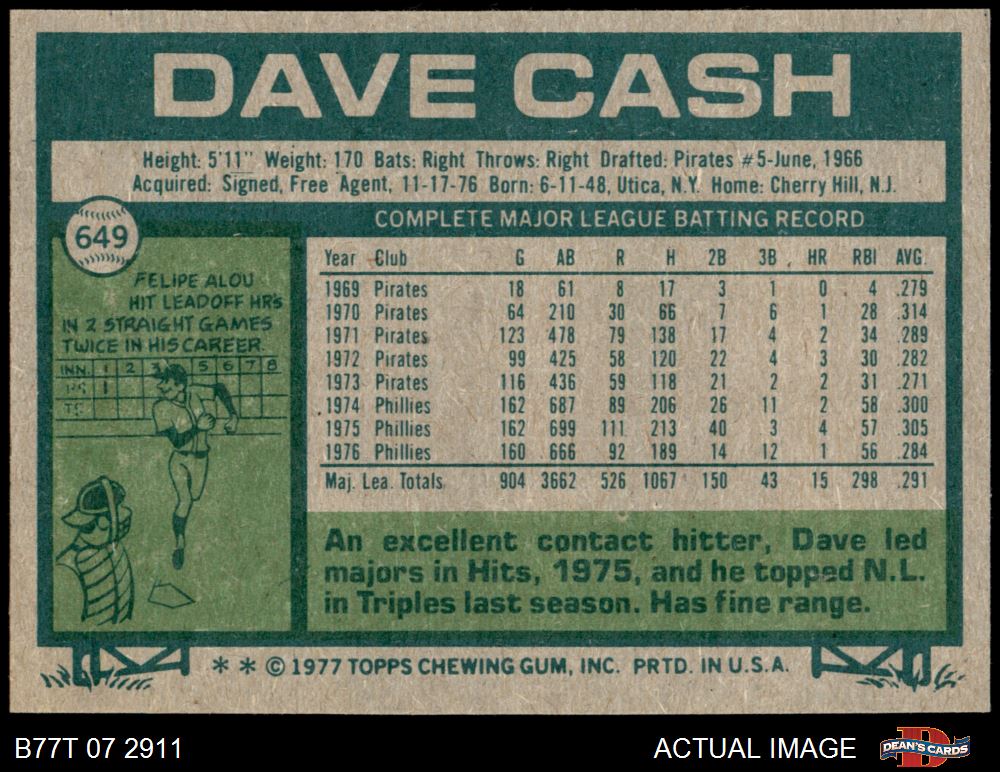 DAVE CASH
Height: 5'11" Weight: 170 Bats: Right Throws: Right Drafted: Pirates #5-June, 1966
Acquired: Signed, Free Agent, 11-17-76 Born: 6-11-48, Utica, N.Y. Home: Cherry Hill, N.J.
649
COMPLETE MAJOR LEAGUE BATTING RECORD
FELIPE ALOU
HIT LEADOFF HRs
IN 2 STRAIGHT GAMES
TWICE IN HIS CAREER.
INN. 1 2 3 5 6 7 8
Year Club G AB R H 2B 3B HR RBI AVG.
1969 Pirates 18 61 8 17 3 1 0 4 .279
1970 Pirates 64 210 30 66 7 6 1 28 .314
1971 Pirates 123 478 79 138 17 4 2 34 .289
1972 Pirates 99 425 58 120 22 4 3 30 .282
1973 Pirates 116 436 59 118 21 2 2 31 .271
1974 Phillies 162 687 89 206 26 11 2 58 .300
1975 Phillies 162 699 111 213 40 3 4 57 .305
1976 Phillies 160 666 92 189 14 12 1 56 .284
Maj. Lea. Totals 904 3662 526 1067 150 43 15 298 .291
An excellent contact hitter, Dave led
majors in Hits, 1975, and he topped N.L.
in Triples last season. Has fine range.
* * © 1977 TOPPS CHEWING GUM, INC. PRTD. IN U.S.A.
B77T 07 2911
ACTUAL IMAGE
D
DEAN'S CARDS